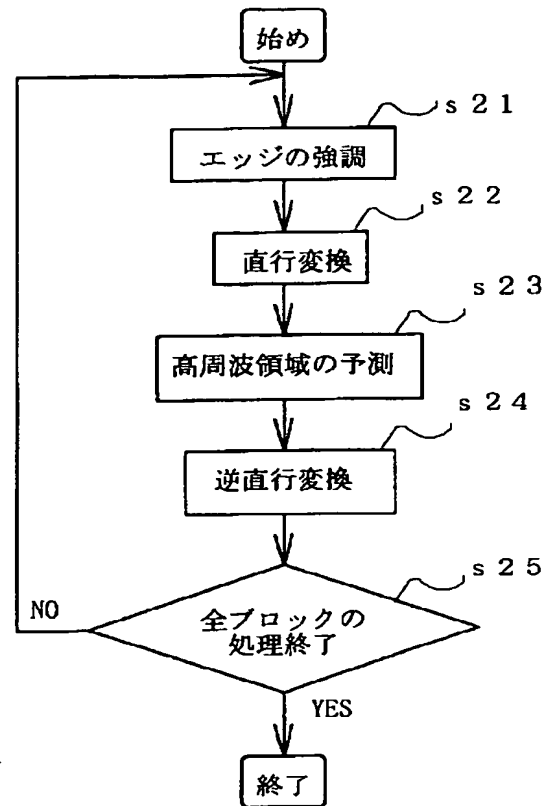 始め
s21
エッジの強調
s22
直行変換
s23
高周波領域の予測
s24
逆直行変換
s25
NO
全ブロックの
処理終了
YES
終了